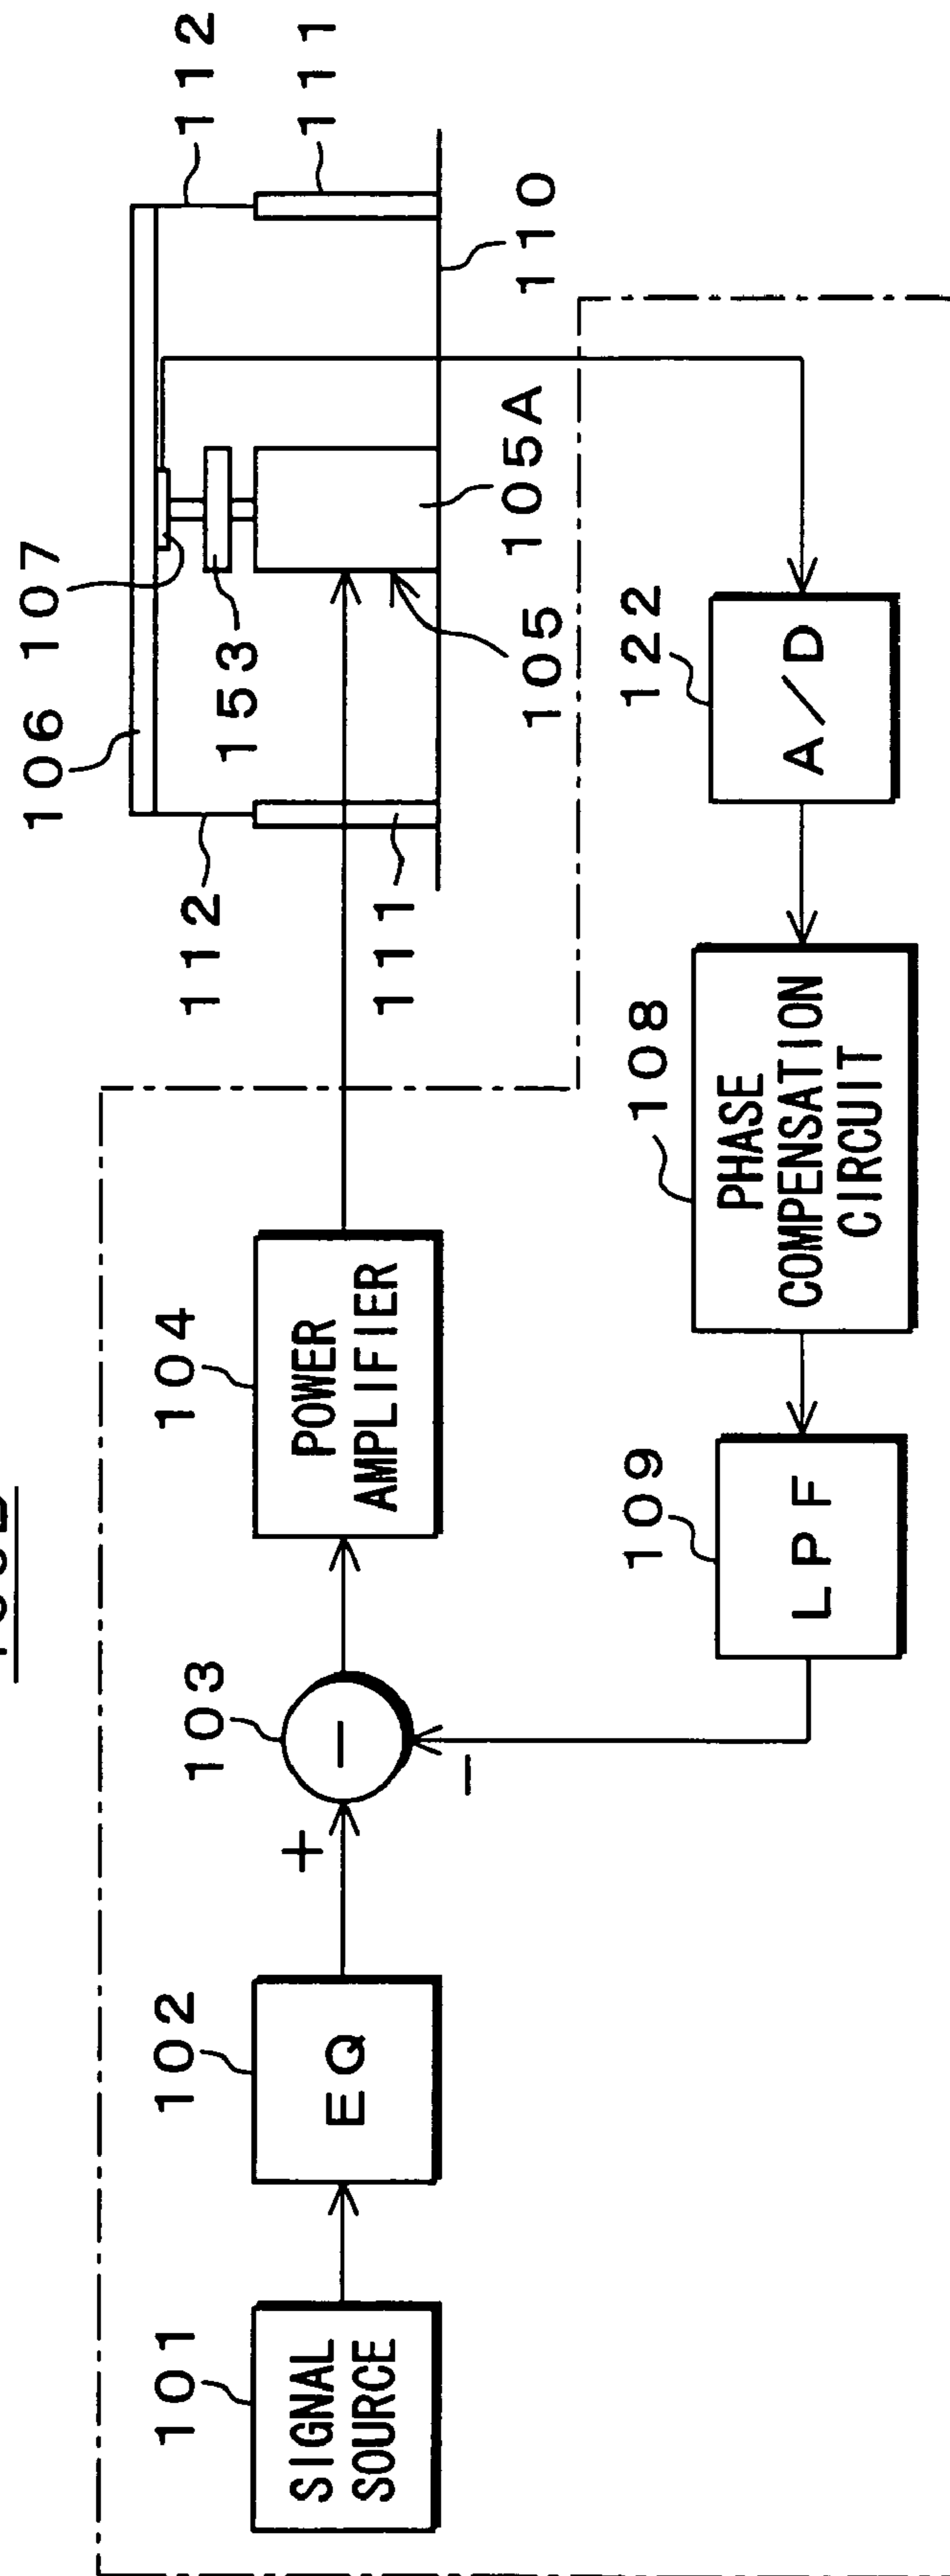 101
SIGNAL
SOURCE
102
EQ
+
103
−
−
104
POWER
AMPLIFIER
106
107
112
112
153
111
111
105
105A
110
109
LPF
108
PHASE
COMPENSATION
CIRCUIT
122
A/D